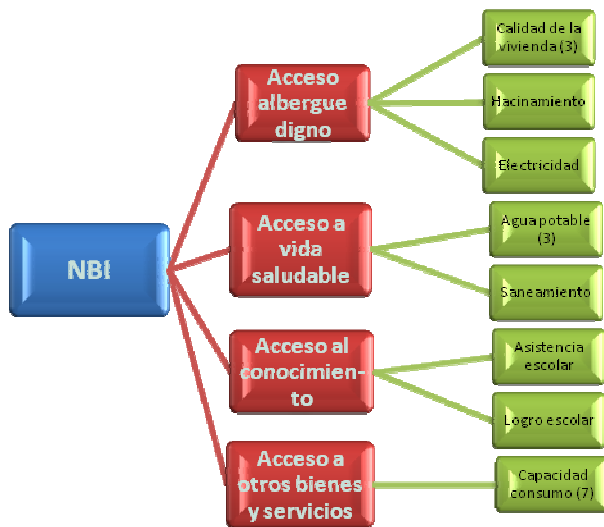 NBI
Acceso
albergue
digno
Calidad de la
vivienda (3)
Hacinamiento
Electricidad
Acceso a
vida
saludable
Agua potable
(3)
Saneamiento
Acceso al
conocimien-
to
Asistencia
escolar
Logro escolar
Acceso a
otros bienes
y servicios
Capacidad
consumo (7)